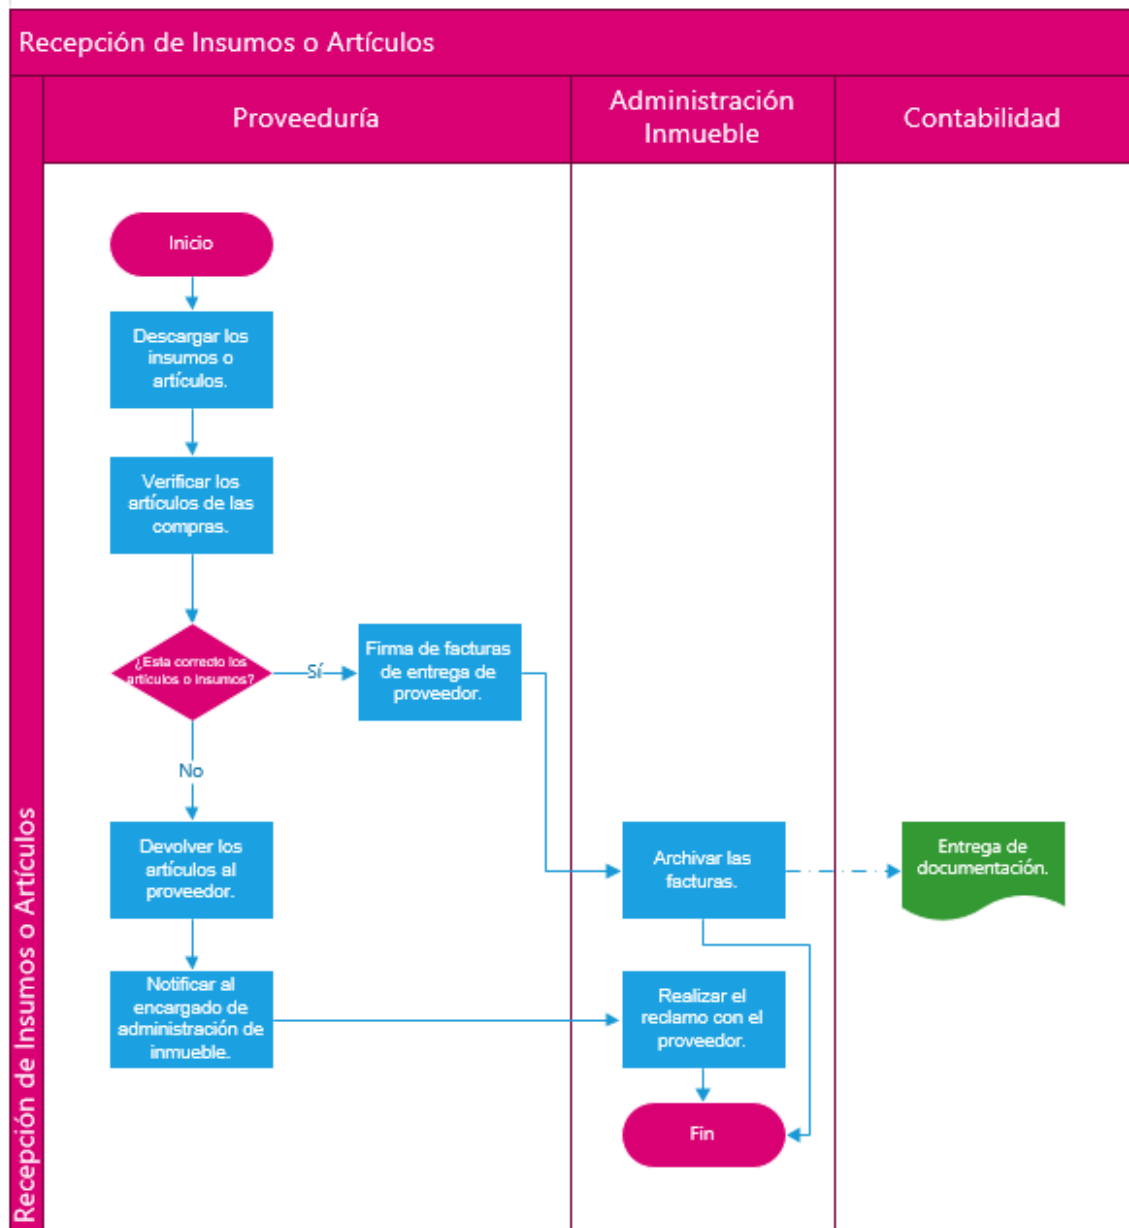 Recepción de Insumos o Artículos
Proveeduría
Administración
Inmueble
Contabilidad
Recepción de Insumos o Artículos
Inicio
Descargar los
insumos o
artículos.
Verificar los
artículos de las
compras.
¿Esta correcto los
artículos o insumos?
Sí
Firma de facturas
de entrega de
proveedor.
No
Devolver los
artículos al
proveedor.
Archivar las
facturas.
Entrega de
documentación.
Notificar al
encargado de
administración de
inmueble.
Realizar el
reclamo con el
proveedor.
Fin